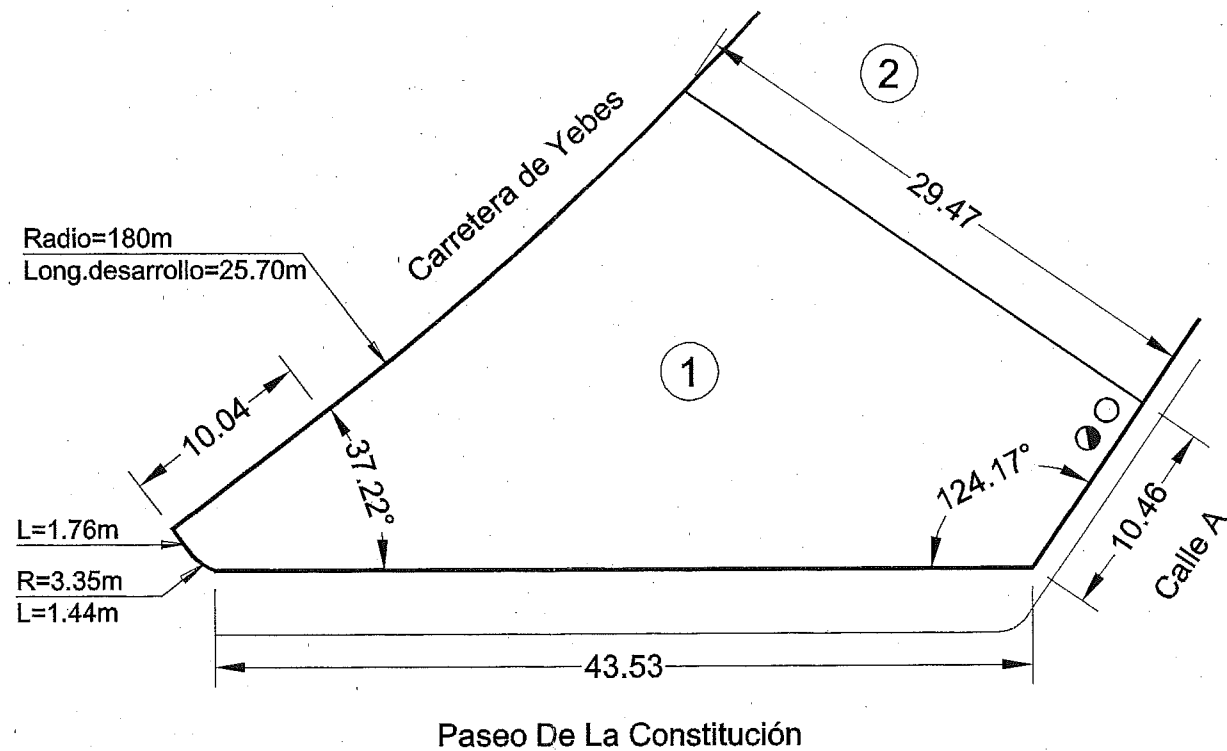 2
29.47
Carretera de Yebes
Radio=180m
Long.desarrollo=25.70m
1
10.04
37.22°
124.17°
10.46
Calle A
L=1.76m
R=3.35m
L=1.44m
43.53
Paseo De La Constitución